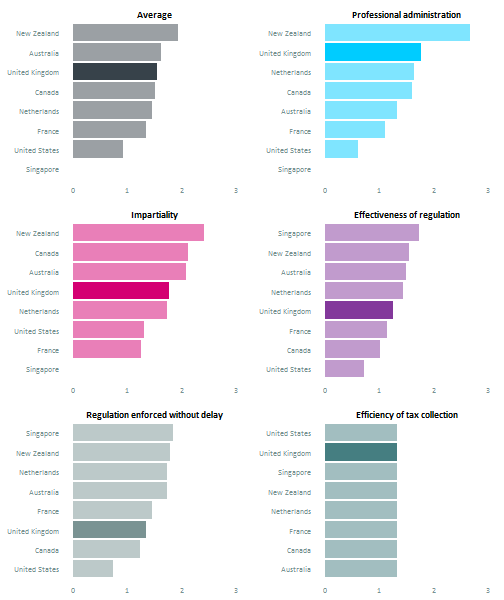 Average
New Zealand
Australia
United Kingdom
Canada
Netherlands
France
United States
Singapore
0 1 2 3
Professional administration
New Zealand
United Kingdom
Netherlands
Canada
Australia
France
United States
Singapore
0 1 2 3
Impartiality
New Zealand
Canada
Australia
United Kingdom
Netherlands
United States
France
Singapore
0 1 2 3
Effectiveness of regulation
Singapore
New Zealand
Australia
Netherlands
United Kingdom
France
Canada
United States
0 1 2 3
Regulation enforced without delay
Singapore
New Zealand
Netherlands
Australia
France
United Kingdom
Canada
United States
0 1 2 3
Efficiency of tax collection
United States
United Kingdom
Singapore
New Zealand
Netherlands
France
Canada
Australia
0 1 2 3